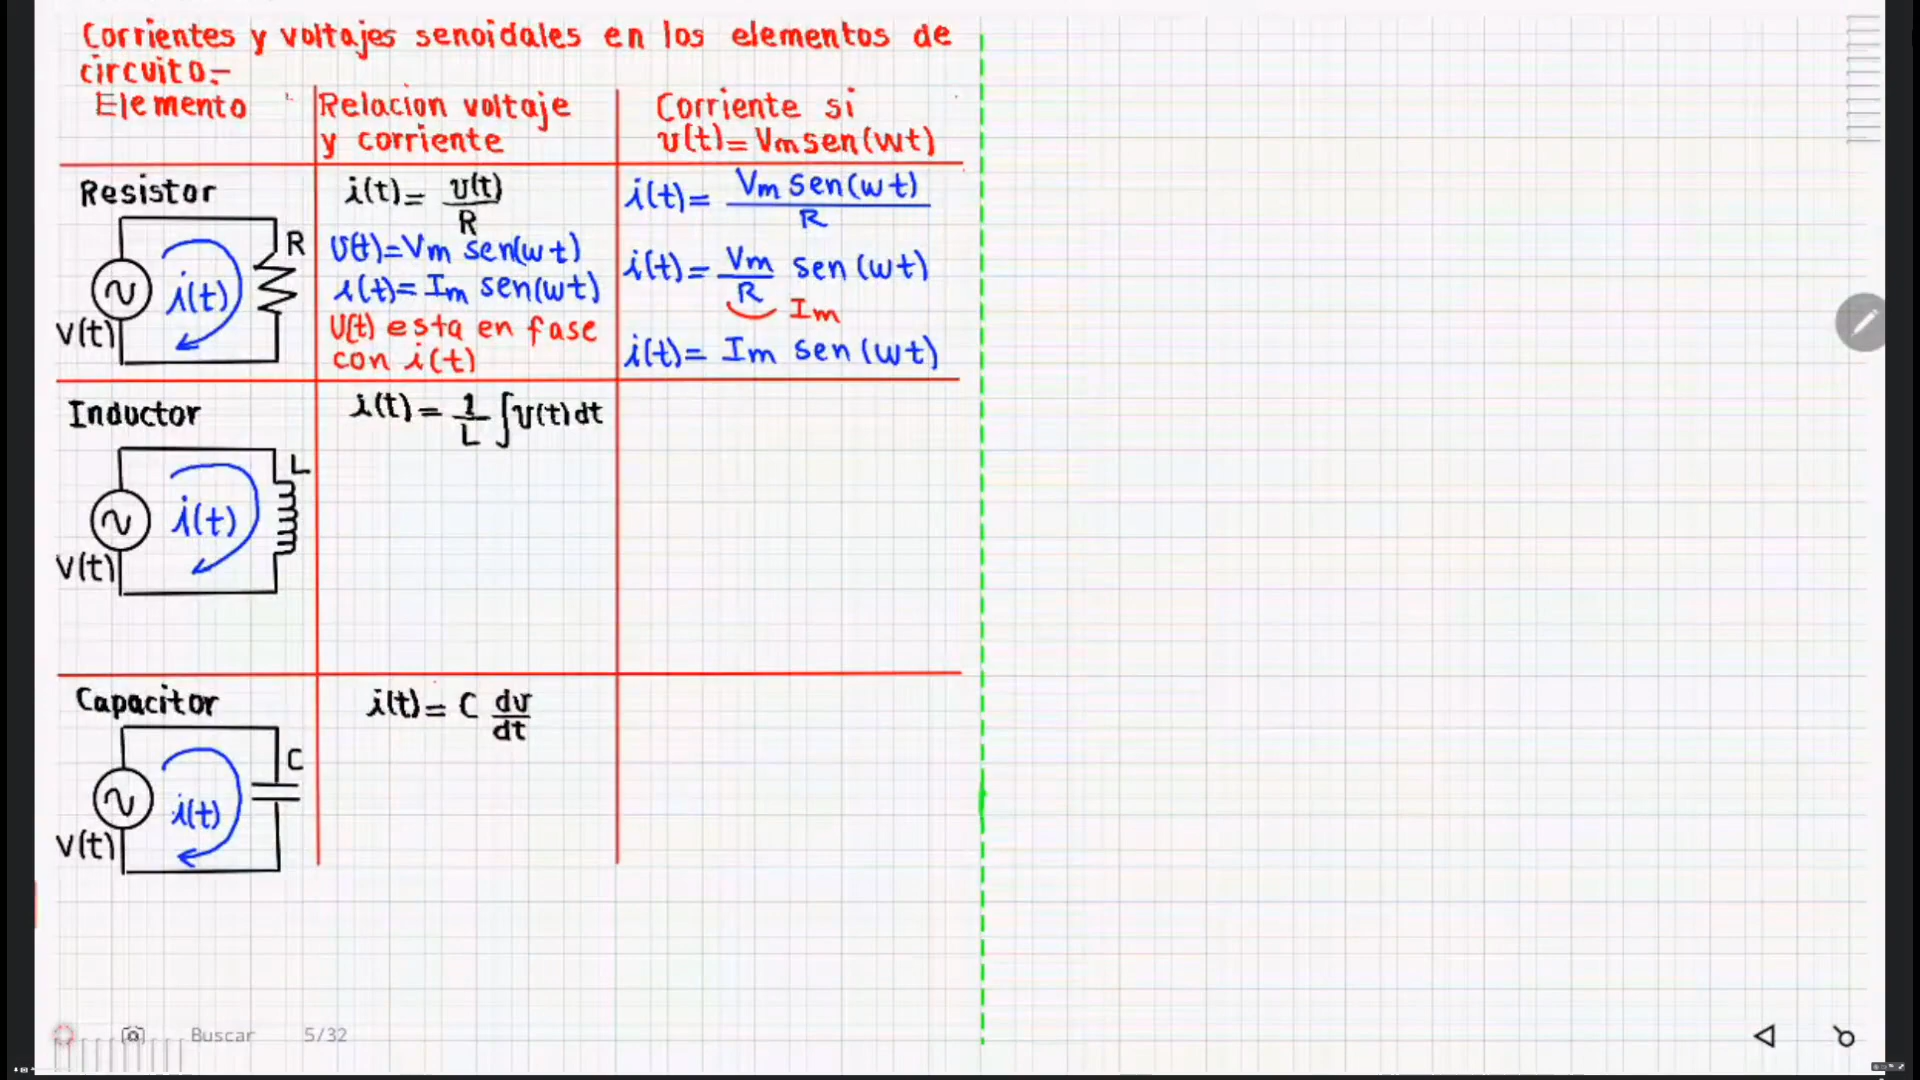 Corrientes y voltajes senoidales en los elementos de
circuito.-
Elemento
Relacion voltaje
y corriente
Corriente si
v(t)=Vmsen(wt)
Resistor
R
i(t)
V(t)
i(t)= v(t)/R
v(t)=Vm sen(wt)
i(t)=Im sen(wt)
v(t) esta en fase
con i(t)
i(t)= Vm sen(wt)/R
i(t)= Vm/R sen(wt)
Im
i(t)= Im sen(wt)
Inductor
L
i(t)
V(t)
i(t)= 1/L ∫v(t)dt
Capacitor
C
i(t)
V(t)
i(t)= C dv/dt
Buscar 5/32